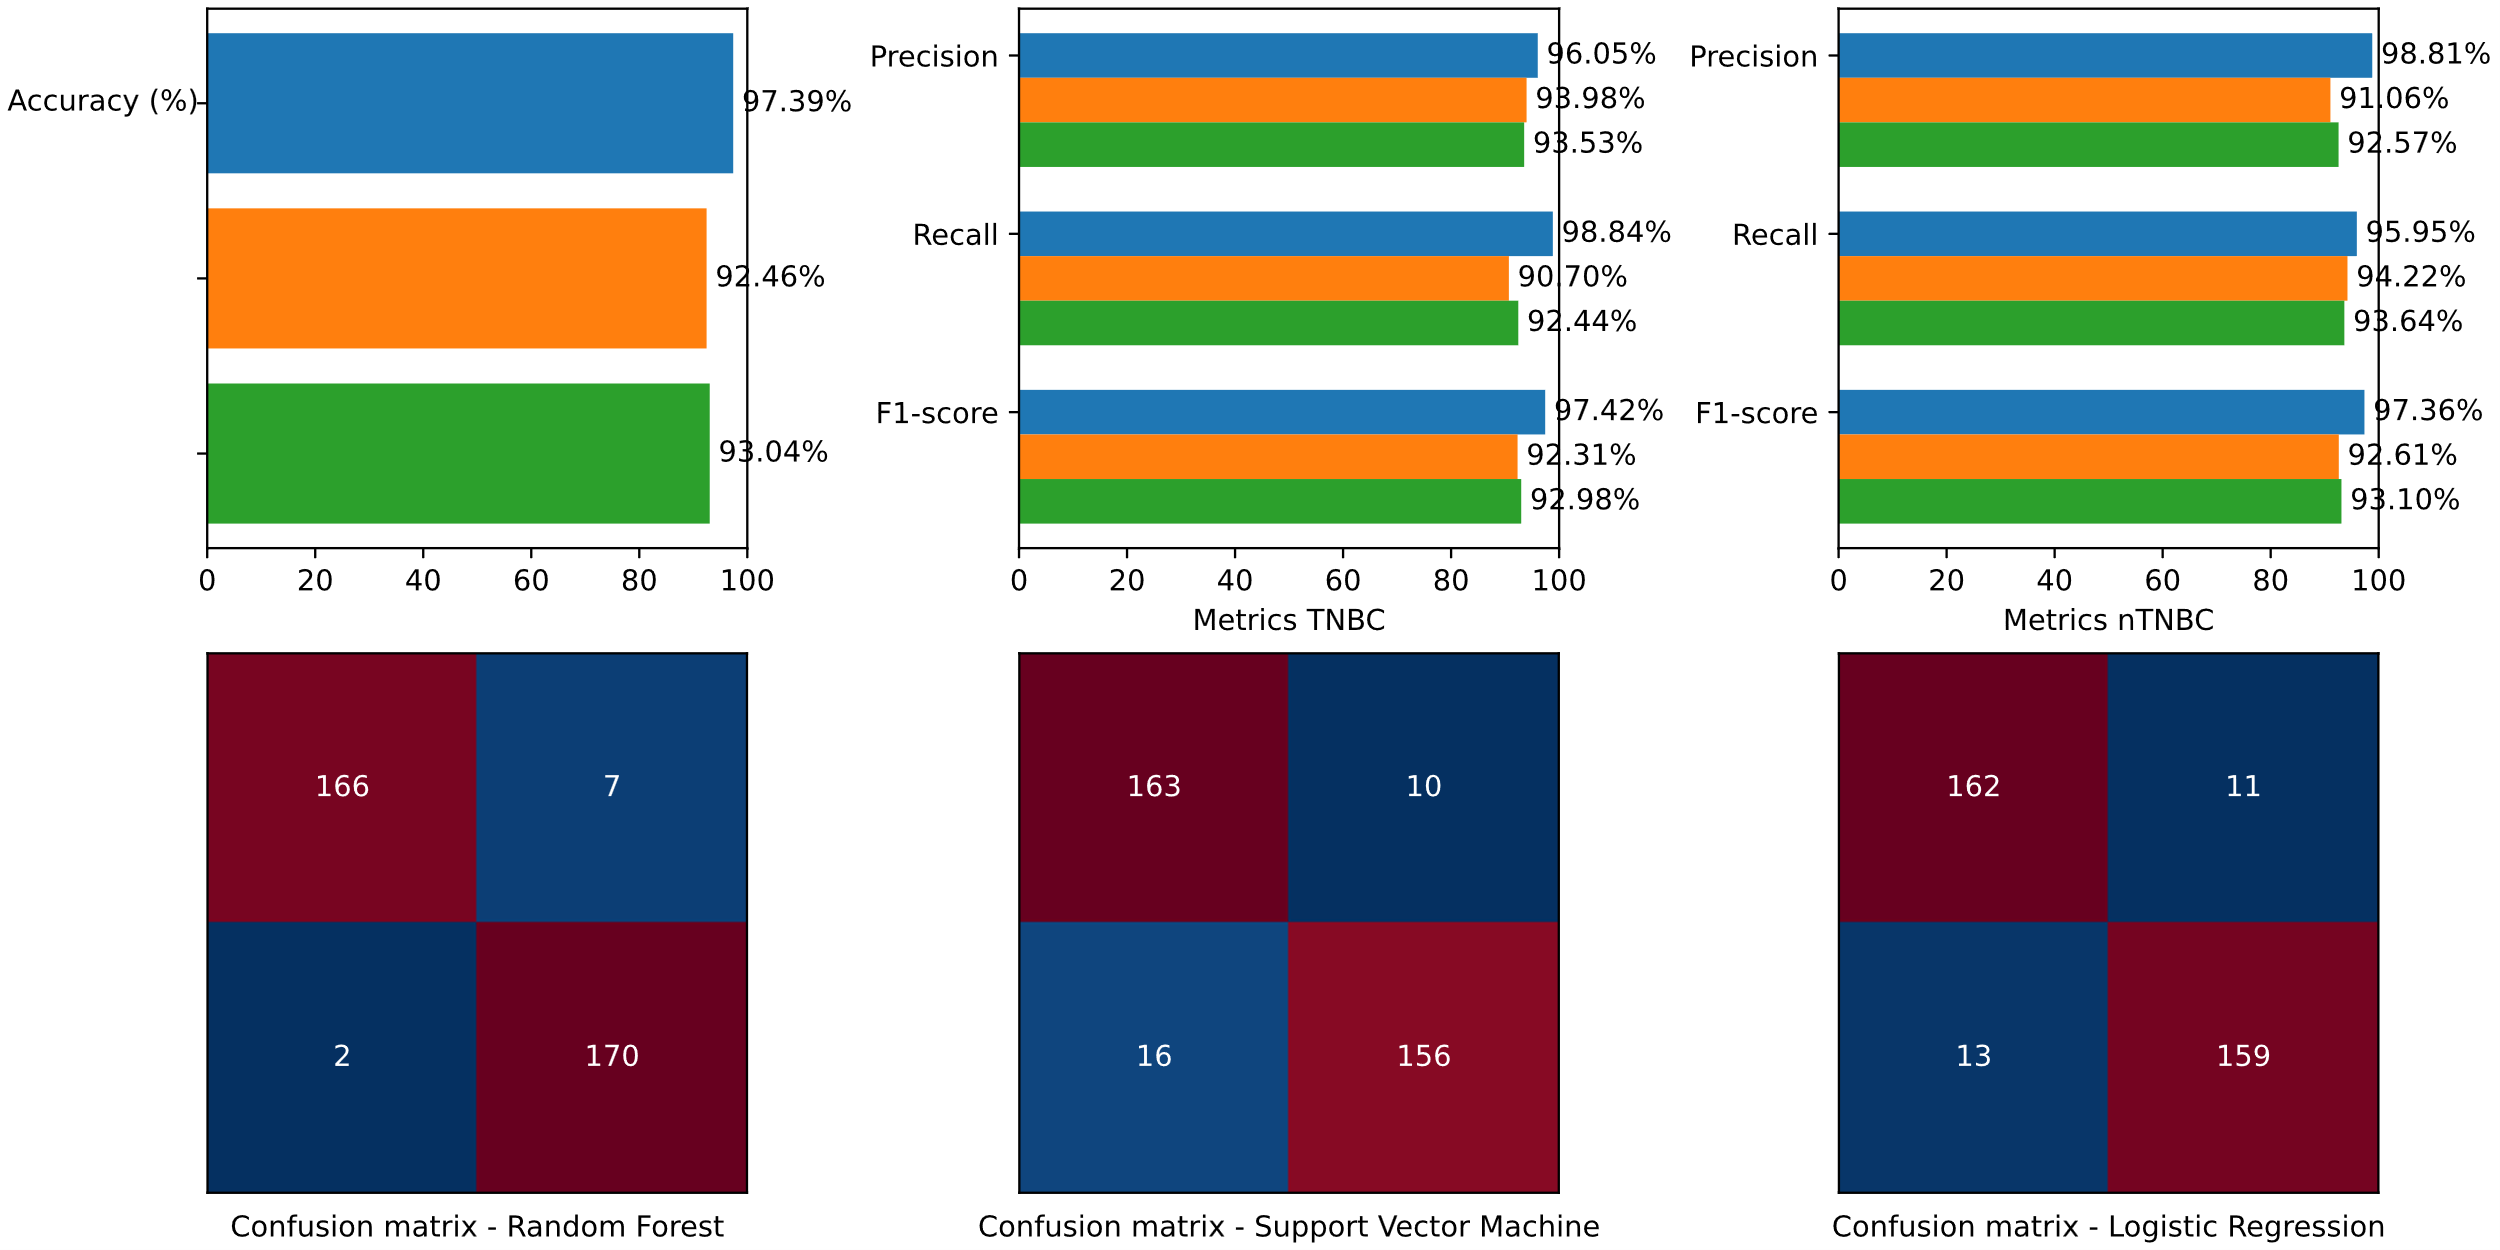 Accuracy (%)
97.39%
92.46%
93.04%
0 20 40 60 80 100
Precision
96.05%
93.98%
93.53%
Recall
98.84%
90.70%
92.44%
F1-score
97.42%
92.31%
92.98%
0 20 40 60 80 100
Metrics TNBC
Precision
98.81%
91.06%
92.57%
Recall
95.95%
94.22%
93.64%
F1-score
97.36%
92.61%
93.10%
0 20 40 60 80 100
Metrics nTNBC
166 7
2 170
Confusion matrix - Random Forest
163 10
16 156
Confusion matrix - Support Vector Machine
162 11
13 159
Confusion matrix - Logistic Regression